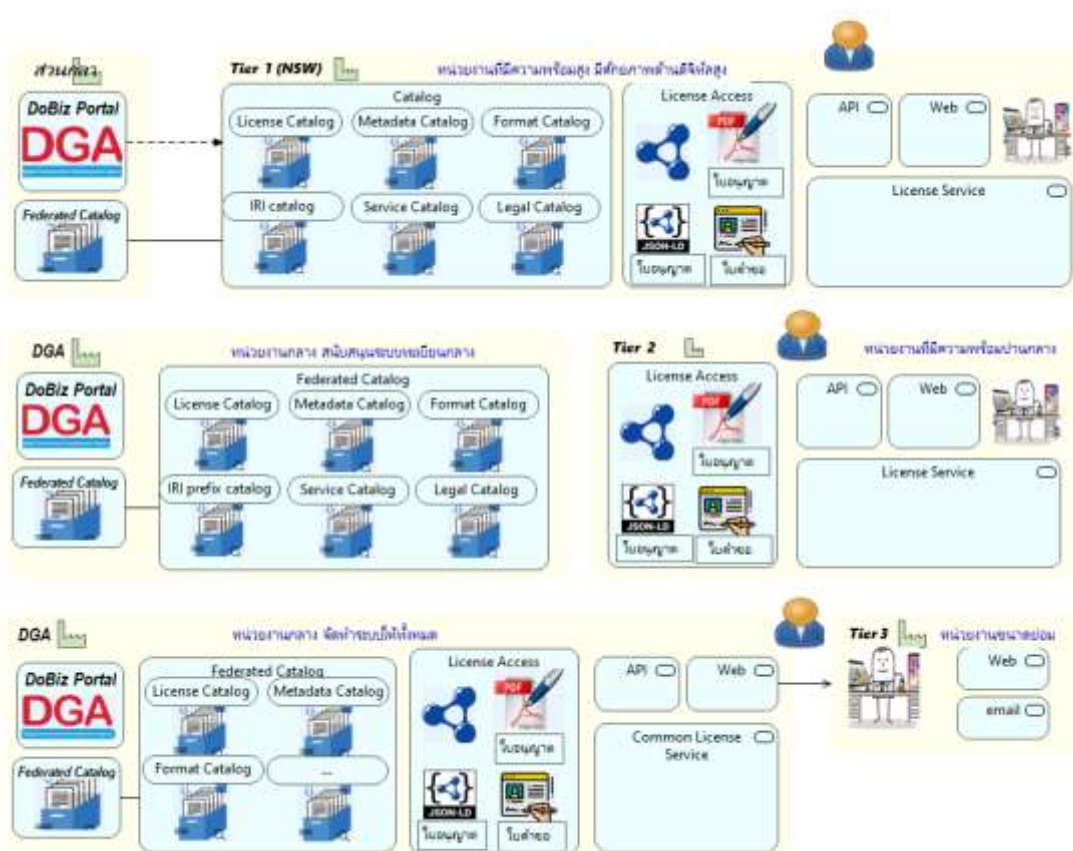 ส่วนกลาง
Tier 1 (NSW)
หน่วยงานที่มีความพร้อมสูง มีศักยภาพด้านดิจิทัลสูง
DoBiz Portal
DGA
Federated Catalog
Catalog
License Catalog
Metadata Catalog
Format Catalog
IRI catalog
Service Catalog
Legal Catalog
License Access
PDF
ใบอนุญาต
JSON-LD
ใบอนุญาต
ใบคำขอ
API
Web
License Service
DGA
หน่วยงานกลาง สนับสนุนระบบทะเบียนกลาง
DoBiz Portal
DGA
Federated Catalog
Federated Catalog
License Catalog
Metadata Catalog
Format Catalog
IRI prefix catalog
Service Catalog
Legal Catalog
Tier 2
หน่วยงานที่มีความพร้อมปานกลาง
License Access
PDF
ใบอนุญาต
JSON-LD
ใบอนุญาต
ใบคำขอ
API
Web
License Service
DGA
หน่วยงานกลาง จัดทำระบบให้ทั้งหมด
DoBiz Portal
DGA
Federated Catalog
Federated Catalog
License Catalog
Metadata Catalog
Format Catalog
...
License Access
PDF
ใบอนุญาต
JSON-LD
ใบอนุญาต
ใบคำขอ
API
Web
Common License
Service
Tier 3
หน่วยงานขนาดย่อม
Web
email